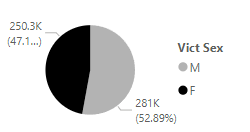 250.3K
(47.1...)
Vict Sex
M
F
281K
(52.89%)